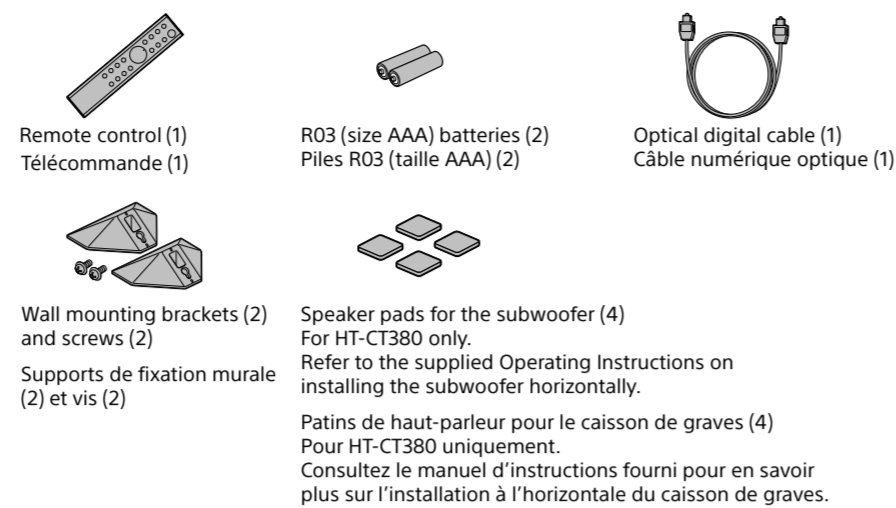 Remote control (1)
Télécommande (1)
R03 (size AAA) batteries (2)
Piles R03 (taille AAA) (2)
Optical digital cable (1)
Câble numérique optique (1)
Wall mounting brackets (2)
and screws (2)
Supports de fixation murale
(2) et vis (2)
Speaker pads for the subwoofer (4)
For HT-CT380 only.
Refer to the supplied Operating Instructions on
installing the subwoofer horizontally.
Patins de haut-parleur pour le caisson de graves (4)
Pour HT-CT380 uniquement.
Consultez le manuel d’instructions fourni pour en savoir
plus sur l’installation à l’horizontale du caisson de graves.